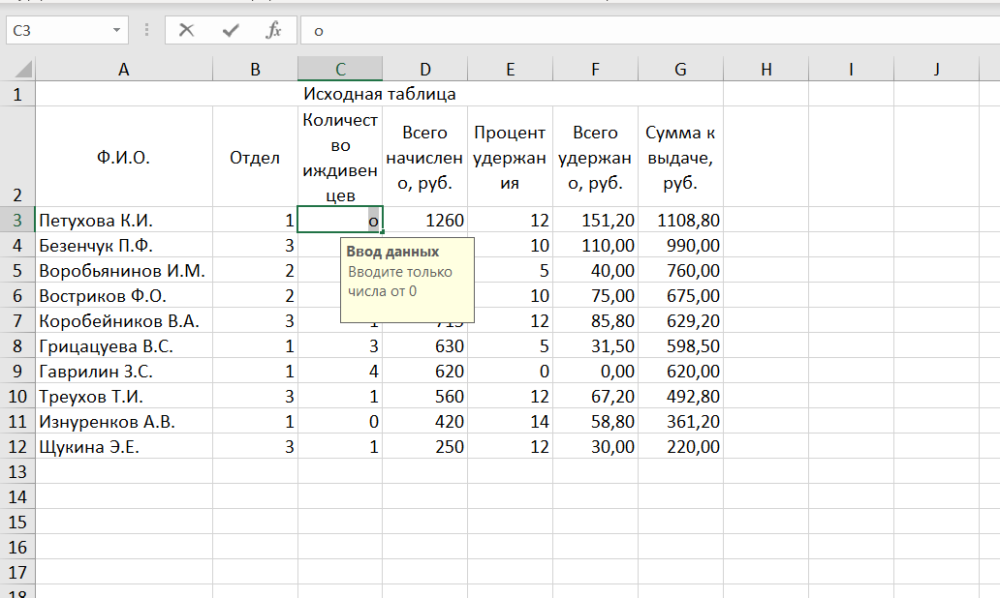 C3 fx о
A B C D E F G H I J
1 Исходная таблица
2 Ф.И.О. Отдел Количество иждивенцев Всего начислено, руб. Процент удержания Всего удержано, руб. Сумма к выдаче, руб.
3 Петухова К.И. 1 о 1260 12 151,20 1108,80
4 Безенчук П.Ф. 3 10 110,00 990,00
5 Воробьянинов И.М. 2 5 40,00 760,00
6 Востриков Ф.О. 2 10 75,00 675,00
7 Коробейников В.А. 3 1 715 12 85,80 629,20
8 Грицацуева В.С. 1 3 630 5 31,50 598,50
9 Гаврилин З.С. 1 4 620 0 0,00 620,00
10 Треухов Т.И. 3 1 560 12 67,20 492,80
11 Изнуренков А.В. 1 0 420 14 58,80 361,20
12 Щукина Э.Е. 3 1 250 12 30,00 220,00
13
14
15
16
17
18
Ввод данных
Вводите только
числа от 0